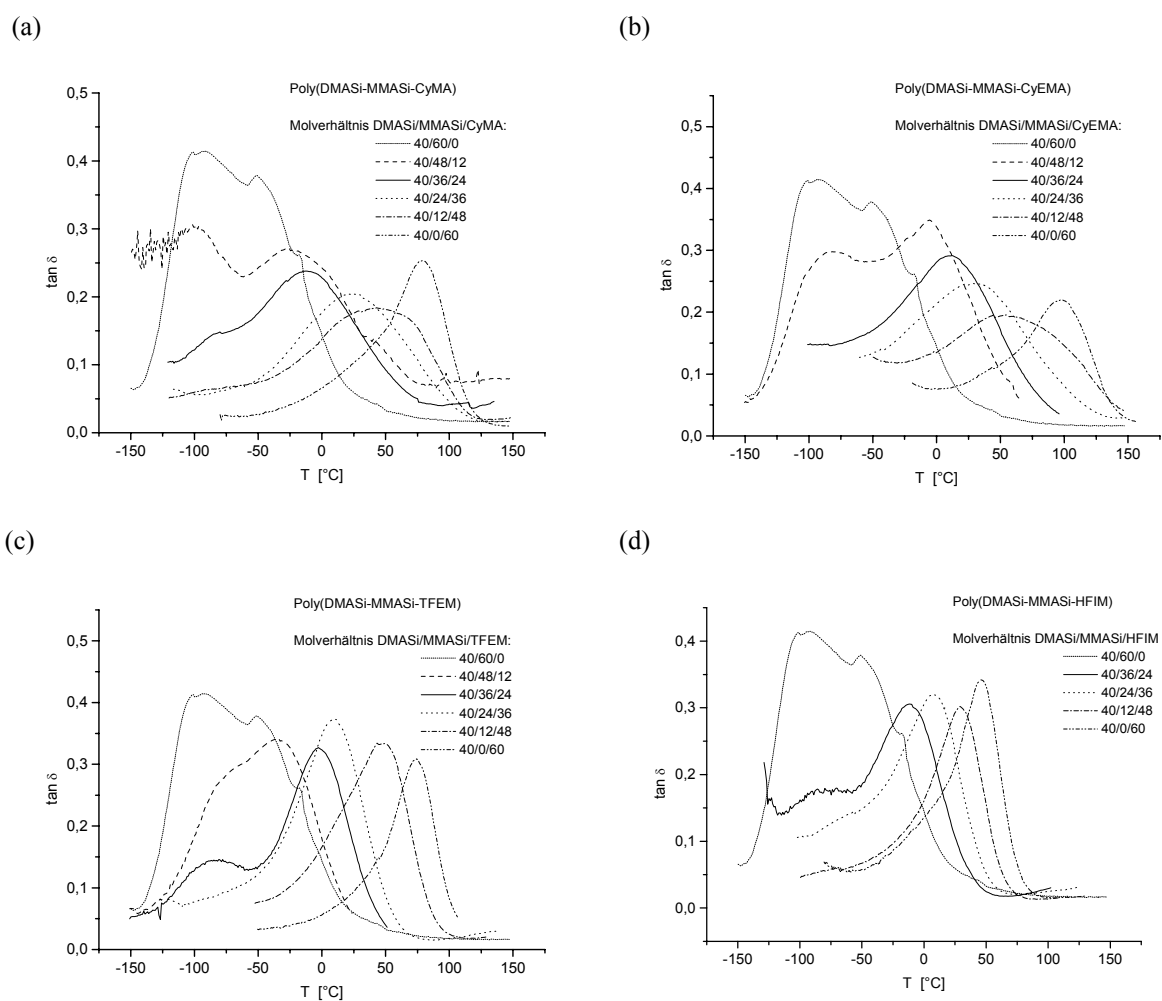 (a)
Poly(DMASi-MMASi-CyMA)
Molverhältnis DMASi/MMASi/CyMA:
40/60/0
40/48/12
40/36/24
40/24/36
40/12/48
40/0/60
tan δ
0,5
0,4
0,3
0,2
0,1
0,0
-150 -100 -50 0 50 100 150
T [°C]
(b)
Poly(DMASi-MMASi-CyEMA)
Molverhältnis DMASi/MMASi/CyEMA:
40/60/0
40/48/12
40/36/24
40/24/36
40/12/48
40/0/60
tan δ
0,5
0,4
0,3
0,2
0,1
0,0
-150 -100 -50 0 50 100 150
T [°C]
(c)
Poly(DMASi-MMASi-TFEM)
Molverhältnis DMASi/MMASi/TFEM:
40/60/0
40/48/12
40/36/24
40/24/36
40/12/48
40/0/60
tan δ
0,5
0,4
0,3
0,2
0,1
0,0
-150 -100 -50 0 50 100 150
T [°C]
(d)
Poly(DMASi-MMASi-HFIM)
Molverhältnis DMASi/MMASi/HFIM
40/60/0
40/36/24
40/24/36
40/12/48
40/0/60
tan δ
0,4
0,3
0,2
0,1
0,0
-150 -100 -50 0 50 100 150
T [°C]